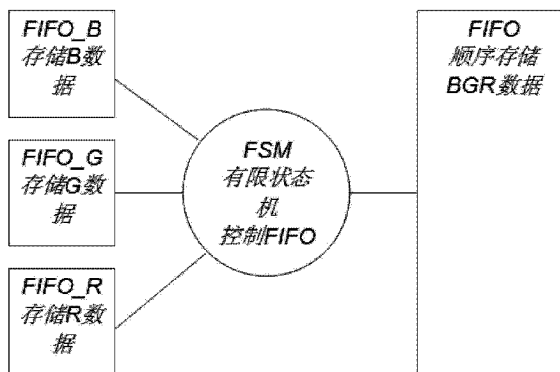 FIFO_B
存储B数
据
FIFO_G
存储G数
据
FIFO_R
存储R数
据
FSM
有限状态
机
控制FIFO
FIFO
顺序存储
BGR数据